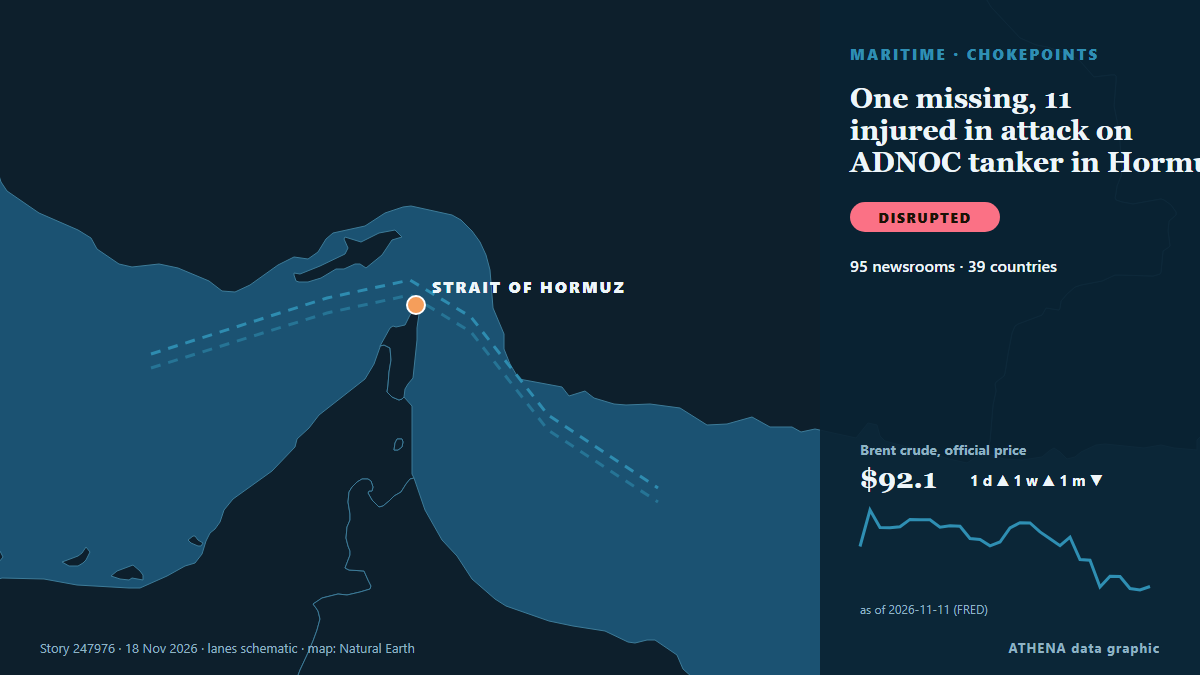 MARITIME · CHOKEPOINTS
One missing, 11
injured in attack on
ADNOC tanker in Hormu
DISRUPTED
95 newsrooms · 39 countries
STRAIT OF HORMUZ
Brent crude, official price
$92.1 1 d ▲ 1 w ▲ 1 m ▼
as of 2026-11-11 (FRED)
Story 247976 · 18 Nov 2026 · lanes schematic · map: Natural Earth
ATHENA data graphic